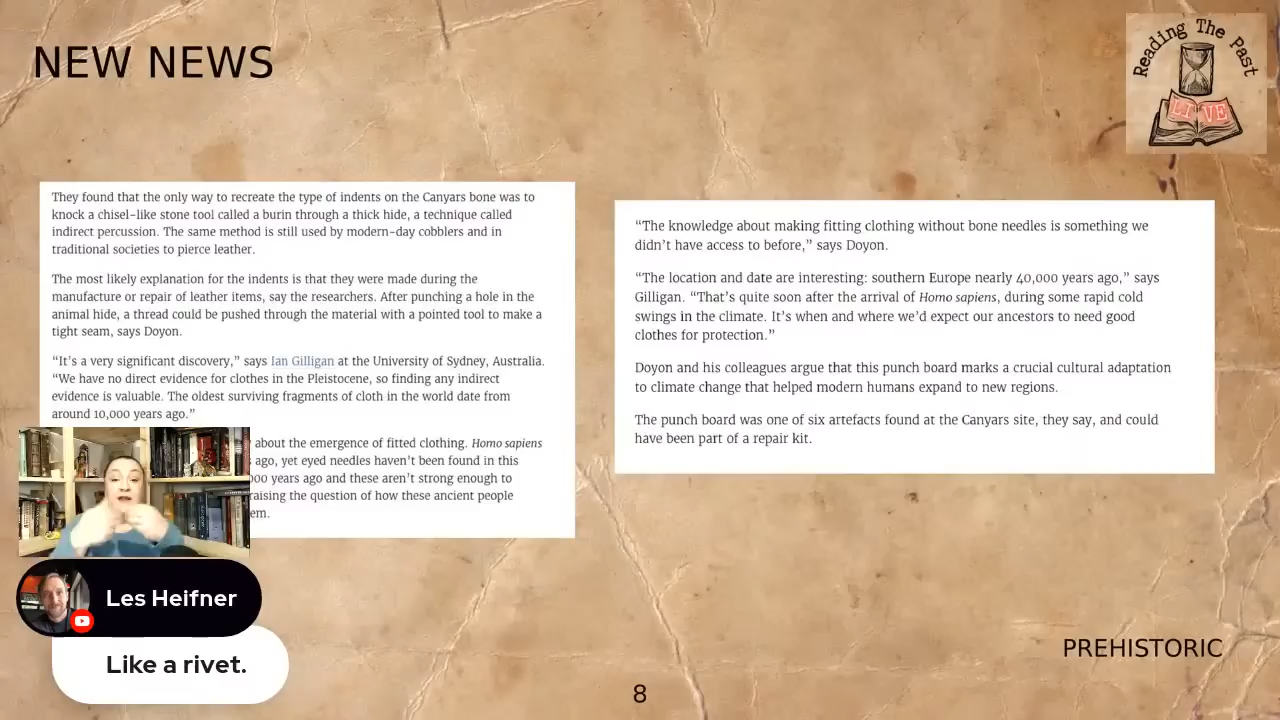 NEW NEWS
Reading The Past
LIVE
They found that the only way to recreate the type of indents on the Canyars bone was to
knock a chisel-like stone tool called a burin through a thick hide, a technique called
indirect percussion. The same method is still used by modern-day cobblers and in
traditional societies to pierce leather.
The most likely explanation for the indents is that they were made during the
manufacture or repair of leather items, say the researchers. After punching a hole in the
animal hide, a thread could be pushed through the material with a pointed tool to make a
tight seam, says Doyon.
“It’s a very significant discovery,” says Ian Gilligan at the University of Sydney, Australia.
“We have no direct evidence for clothes in the Pleistocene, so finding any indirect
evidence is valuable. The oldest surviving fragments of cloth in the world date from
around 10,000 years ago.”
about the emergence of fitted clothing. Homo sapiens
ago, yet eyed needles haven’t been found in this
00 years ago and these aren’t strong enough to
raising the question of how these ancient people
em.
“The knowledge about making fitting clothing without bone needles is something we
didn’t have access to before,” says Doyon.
“The location and date are interesting: southern Europe nearly 40,000 years ago,” says
Gilligan. “That’s quite soon after the arrival of Homo sapiens, during some rapid cold
swings in the climate. It’s when and where we’d expect our ancestors to need good
clothes for protection.”
Doyon and his colleagues argue that this punch board marks a crucial cultural adaptation
to climate change that helped modern humans expand to new regions.
The punch board was one of six artefacts found at the Canyars site, they say, and could
have been part of a repair kit.
Les Heifner
Like a rivet.
PREHISTORIC
8